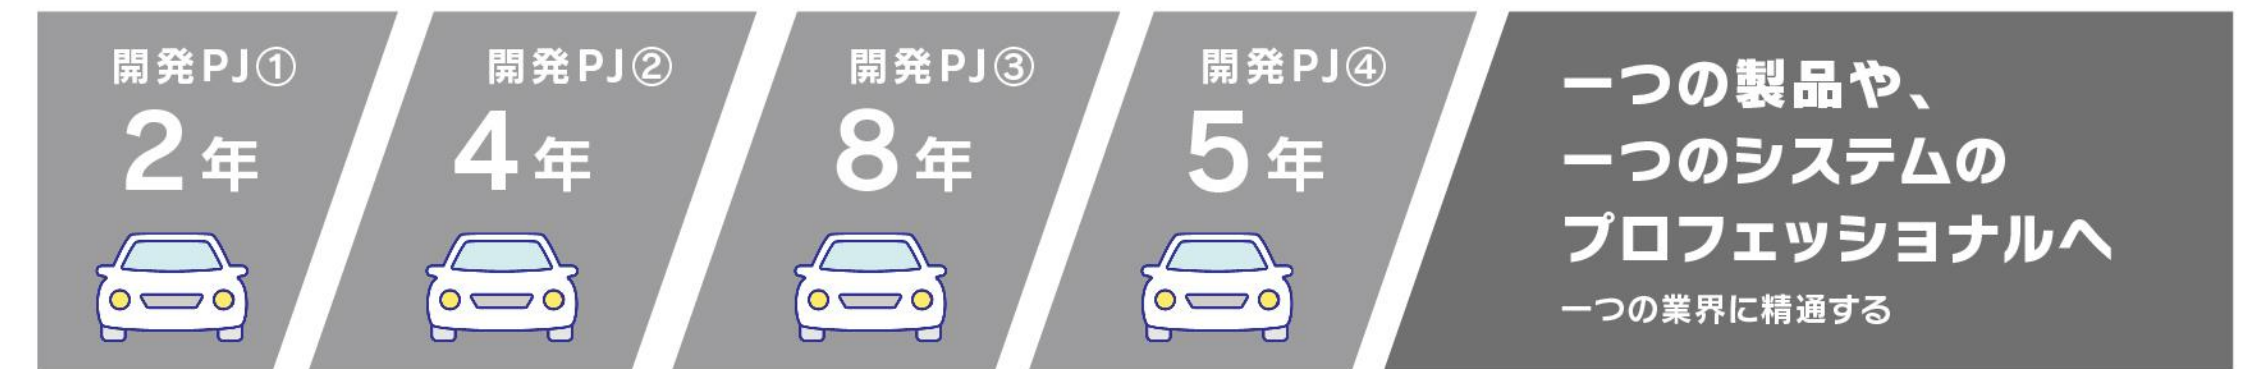 開発PJ①
2年
開発PJ②
4年
開発PJ③
8年
開発PJ④
5年
一つの製品や、
一つのシステムの
プロフェッショナルへ
一つの業界に精通する